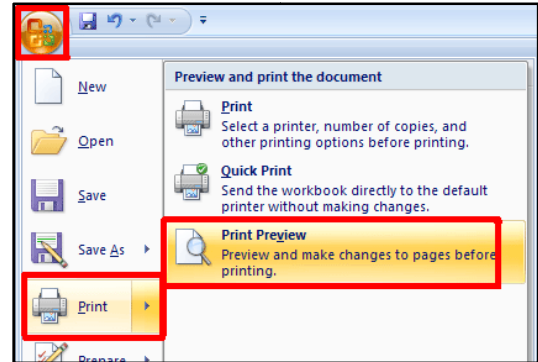 New
Open
Save
Save As
Print
Prepare
Preview and print the document
Print
Select a printer, number of copies, and
other printing options before printing.
Quick Print
Send the workbook directly to the default
printer without making changes.
Print Preview
Preview and make changes to pages before
printing.